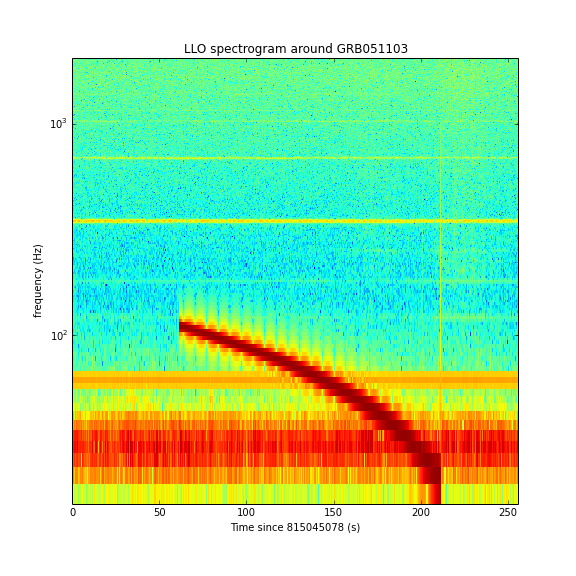 LLO spectrogram around GRB051103
10^3
10^2
frequency (Hz)
0 50 100 150 200 250
Time since 815045078 (s)